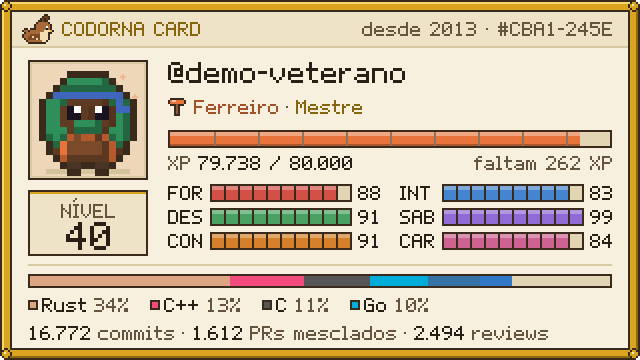 CODORNA CARD desde 2013 · #CBA1-245E
@demo-veterano
Ferreiro · Mestre
XP 79.738 / 80.000 faltam 262 XP
NÍVEL
40
FOR 88 INT 83
DES 91 SAB 99
CON 91 CAR 84
Rust 34% C++ 13% C 11% Go 10%
16.772 commits · 1.612 PRs mesclados · 2.494 reviews